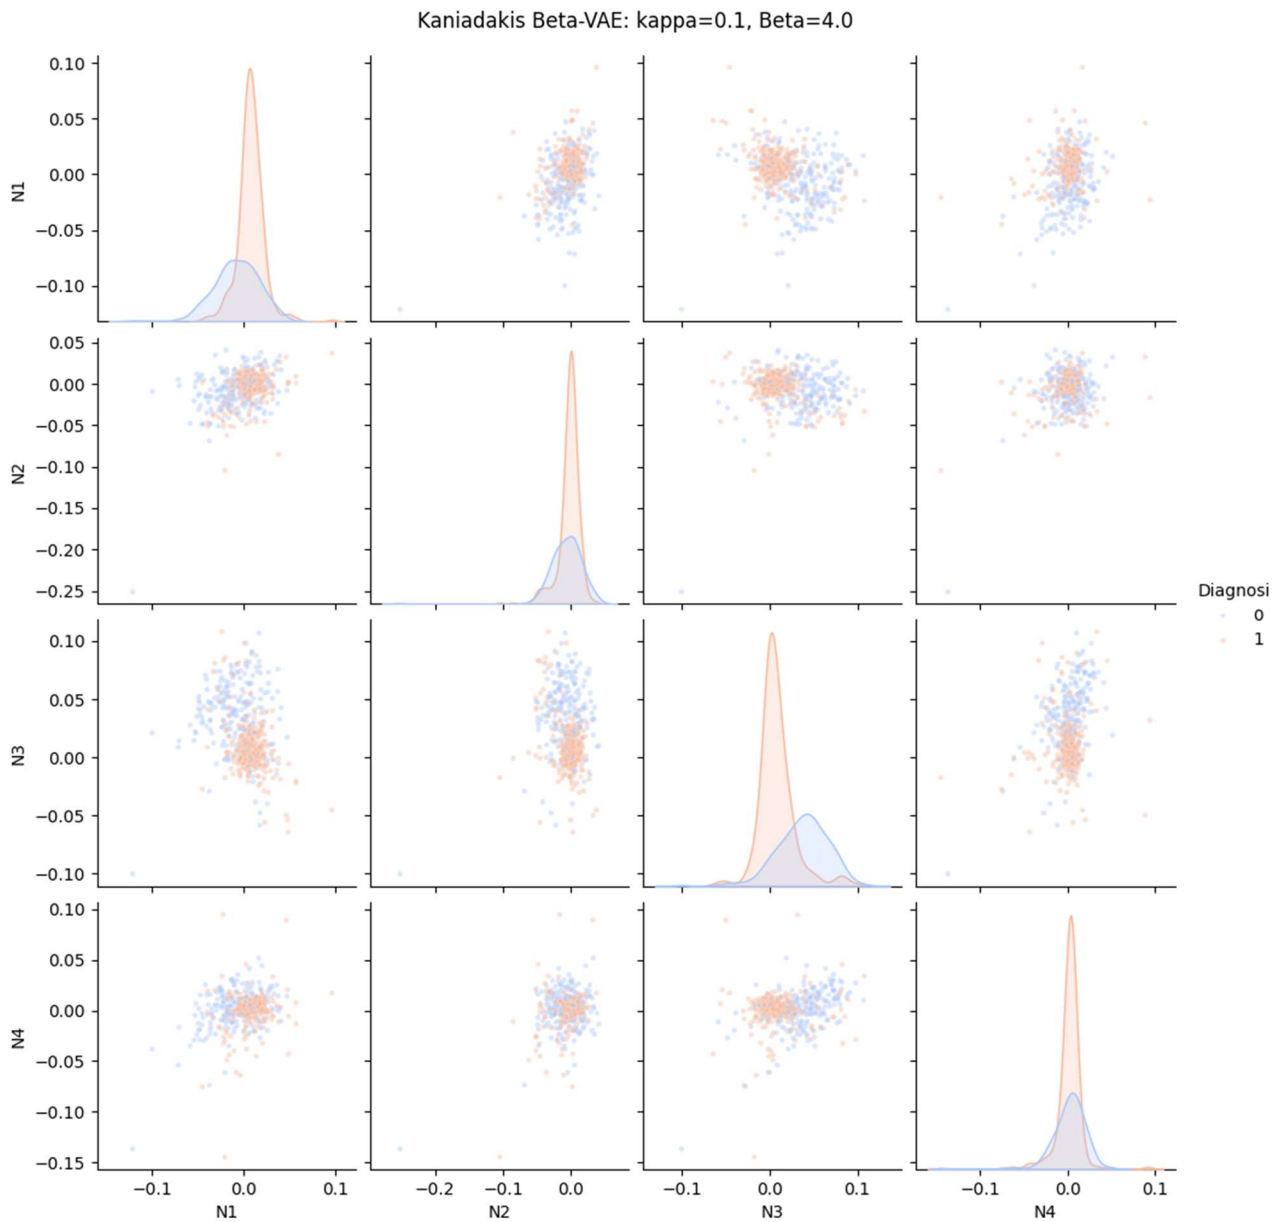 Kaniadakis Beta-VAE: kappa=0.1, Beta=4.0
0.10
0.05
0.00
−0.05
−0.10
N1
0.05
0.00
−0.05
−0.10
−0.15
−0.20
−0.25
N2
Diagnosi
0
1
0.10
0.05
0.00
−0.05
−0.10
N3
0.10
0.05
0.00
−0.05
−0.10
−0.15
N4
−0.1 0.0 0.1
−0.2 −0.1 0.0
−0.1 0.0 0.1
−0.1 0.0 0.1
N1 N2 N3 N4